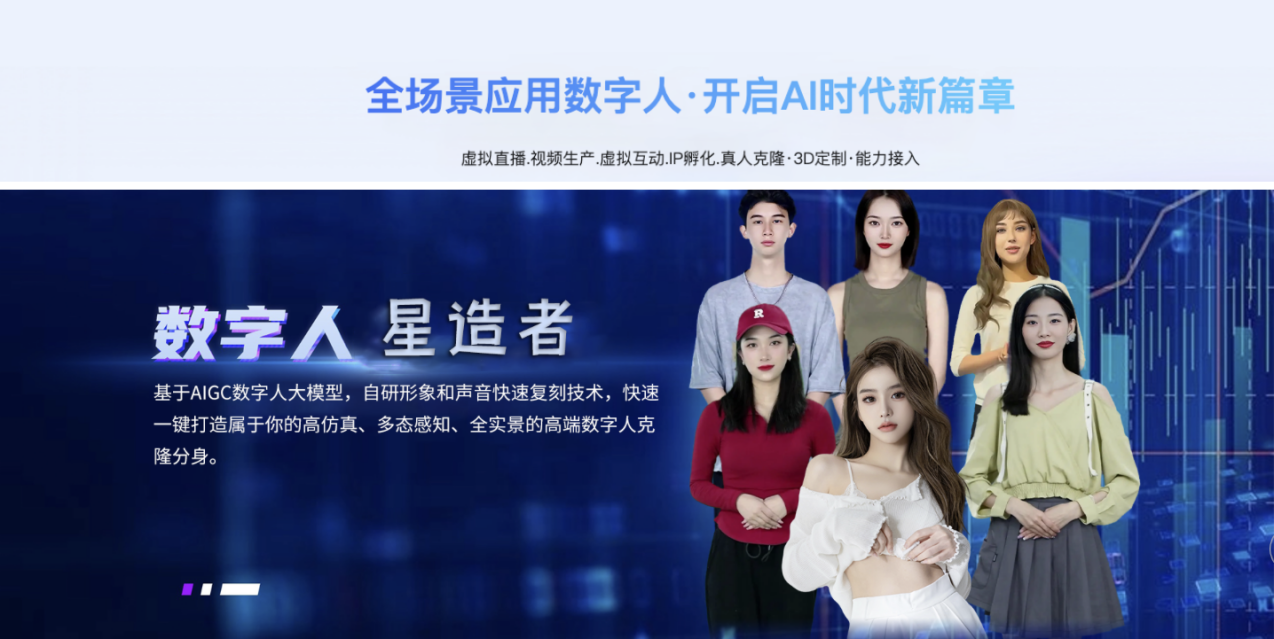 全场景应用数字人·开启AI时代新篇章
虚拟直播.视频生产.虚拟互动.IP孵化.真人克隆·3D定制·能力接入
数字人 星造者
基于AIGC数字人大模型，自研形象和声音快速复刻技术，快速
一键打造属于你的高仿真、多态感知、全实景的高端数字人克
隆分身。
R